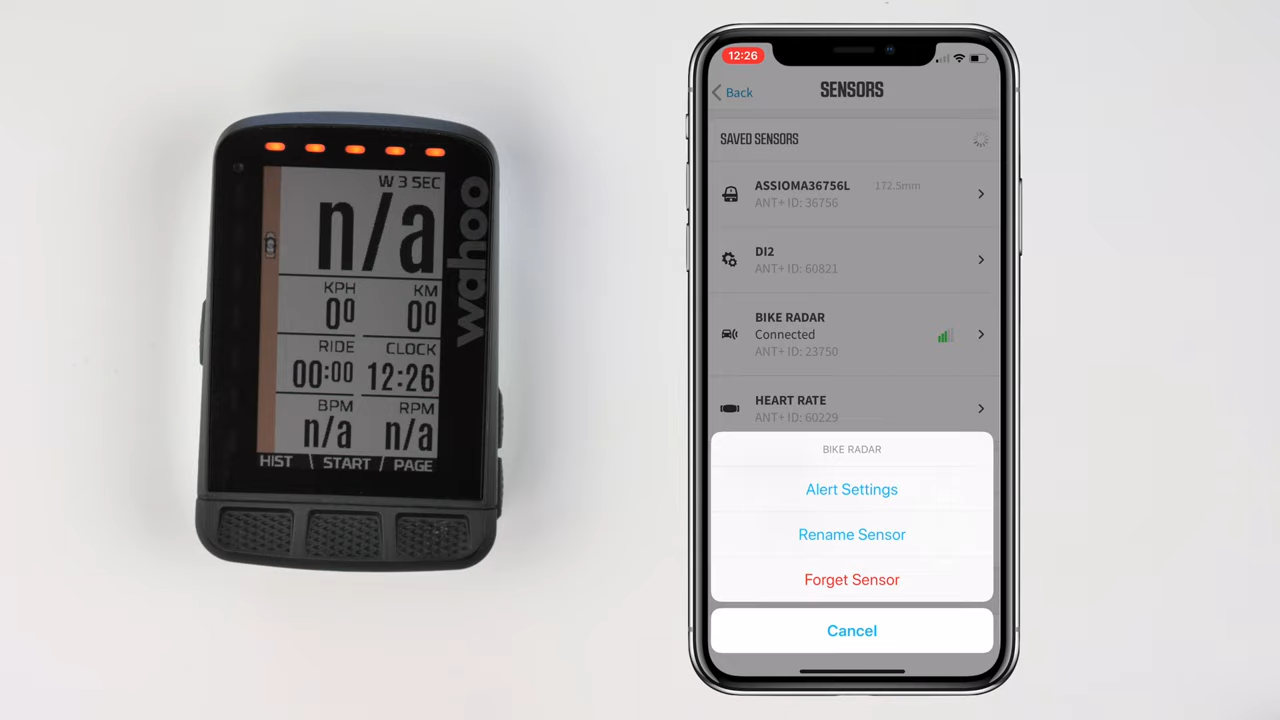 W 3 SEC
n/a
KPH KM
0⁰ 0⁰
RIDE CLOCK
00:00 12:26
BPM RPM
n/a n/a
HIST \ START / PAGE
wahoo
12:26
Back SENSORS
SAVED SENSORS
ASSIOMA36756L 172.5mm
ANT+ ID: 36756
DI2
ANT+ ID: 60821
BIKE RADAR
Connected
ANT+ ID: 23750
HEART RATE
ANT+ ID: 60229
BIKE RADAR
Alert Settings
Rename Sensor
Forget Sensor
Cancel